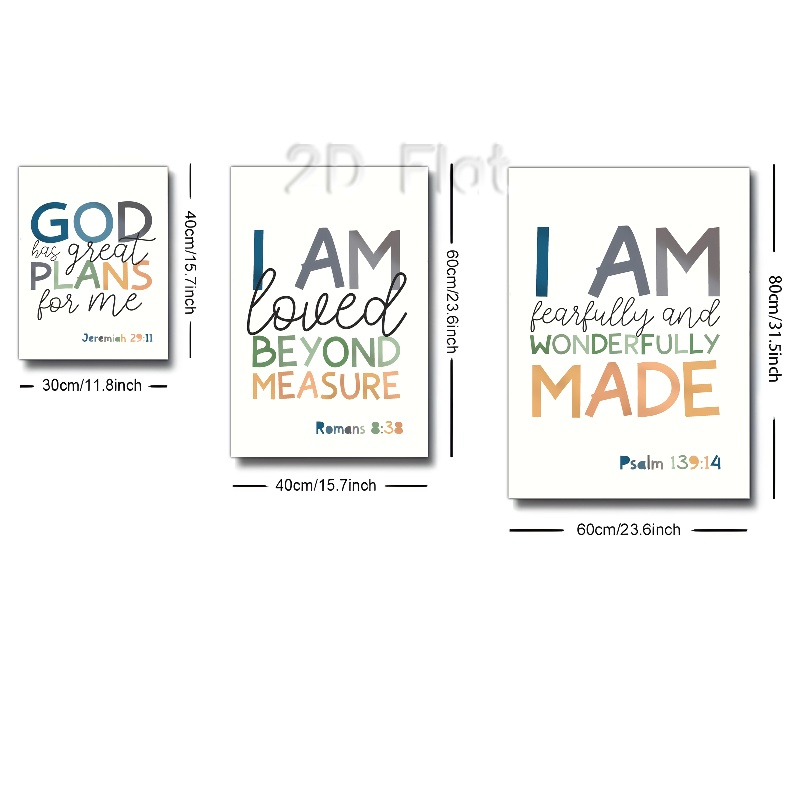 2D Flat
GOD
has great
PLANS
for me
Jeremiah 29:11
40cm/15.7inch
30cm/11.8inch
I AM
loved
BEYOND
MEASURE
Romans 8:38
60cm/23.6inch
40cm/15.7inch
I AM
fearfully and
WONDERFULLY
MADE
Psalm 139:14
80cm/31.5inch
60cm/23.6inch